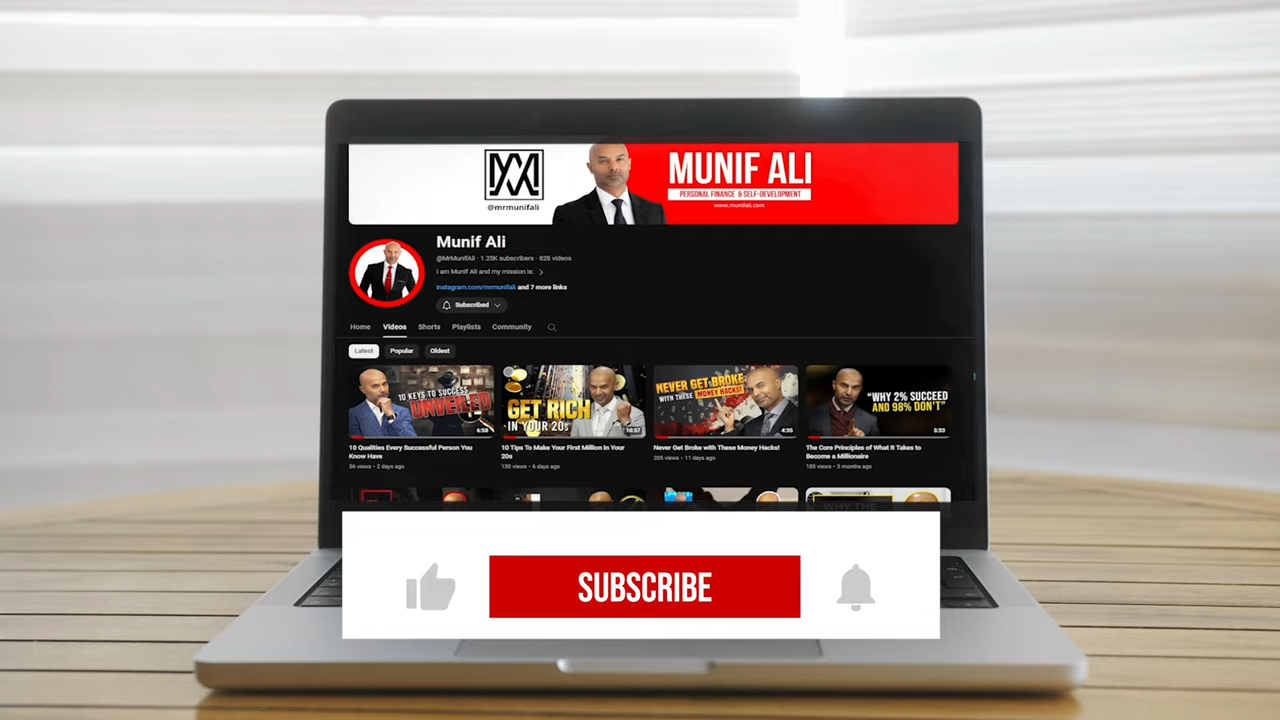 MUNIF ALI
PERSONAL FINANCE & SELF-DEVELOPMENT
www.munifali.com
@mrmunifali
Munif Ali
@MrMunifAli · 1.25K subscribers · 828 videos
I am Munif Ali and my mission is:
instagram.com/mrmunifali and 7 more links
Subscribed
Home Videos Shorts Playlists Community
Latest Popular Oldest
10 KEYS TO SUCCESS
UNVEILED
6:58
GET RICH
IN YOUR 20s
10:57
NEVER GET BROKE
WITH THESE MONEY HACKS!
4:35
"WHY 2% SUCCEED
AND 98% DON'T"
5:33
10 Qualities Every Successful Person You
Know Have
36 views · 2 days ago
10 Tips To Make Your First Million In Your
20s
130 views · 6 days ago
Never Get Broke with These Money Hacks!
205 views · 11 days ago
The Core Principles of What It Takes to
Become a Millionaire
185 views · 3 months ago
WHY THE
SUBSCRIBE